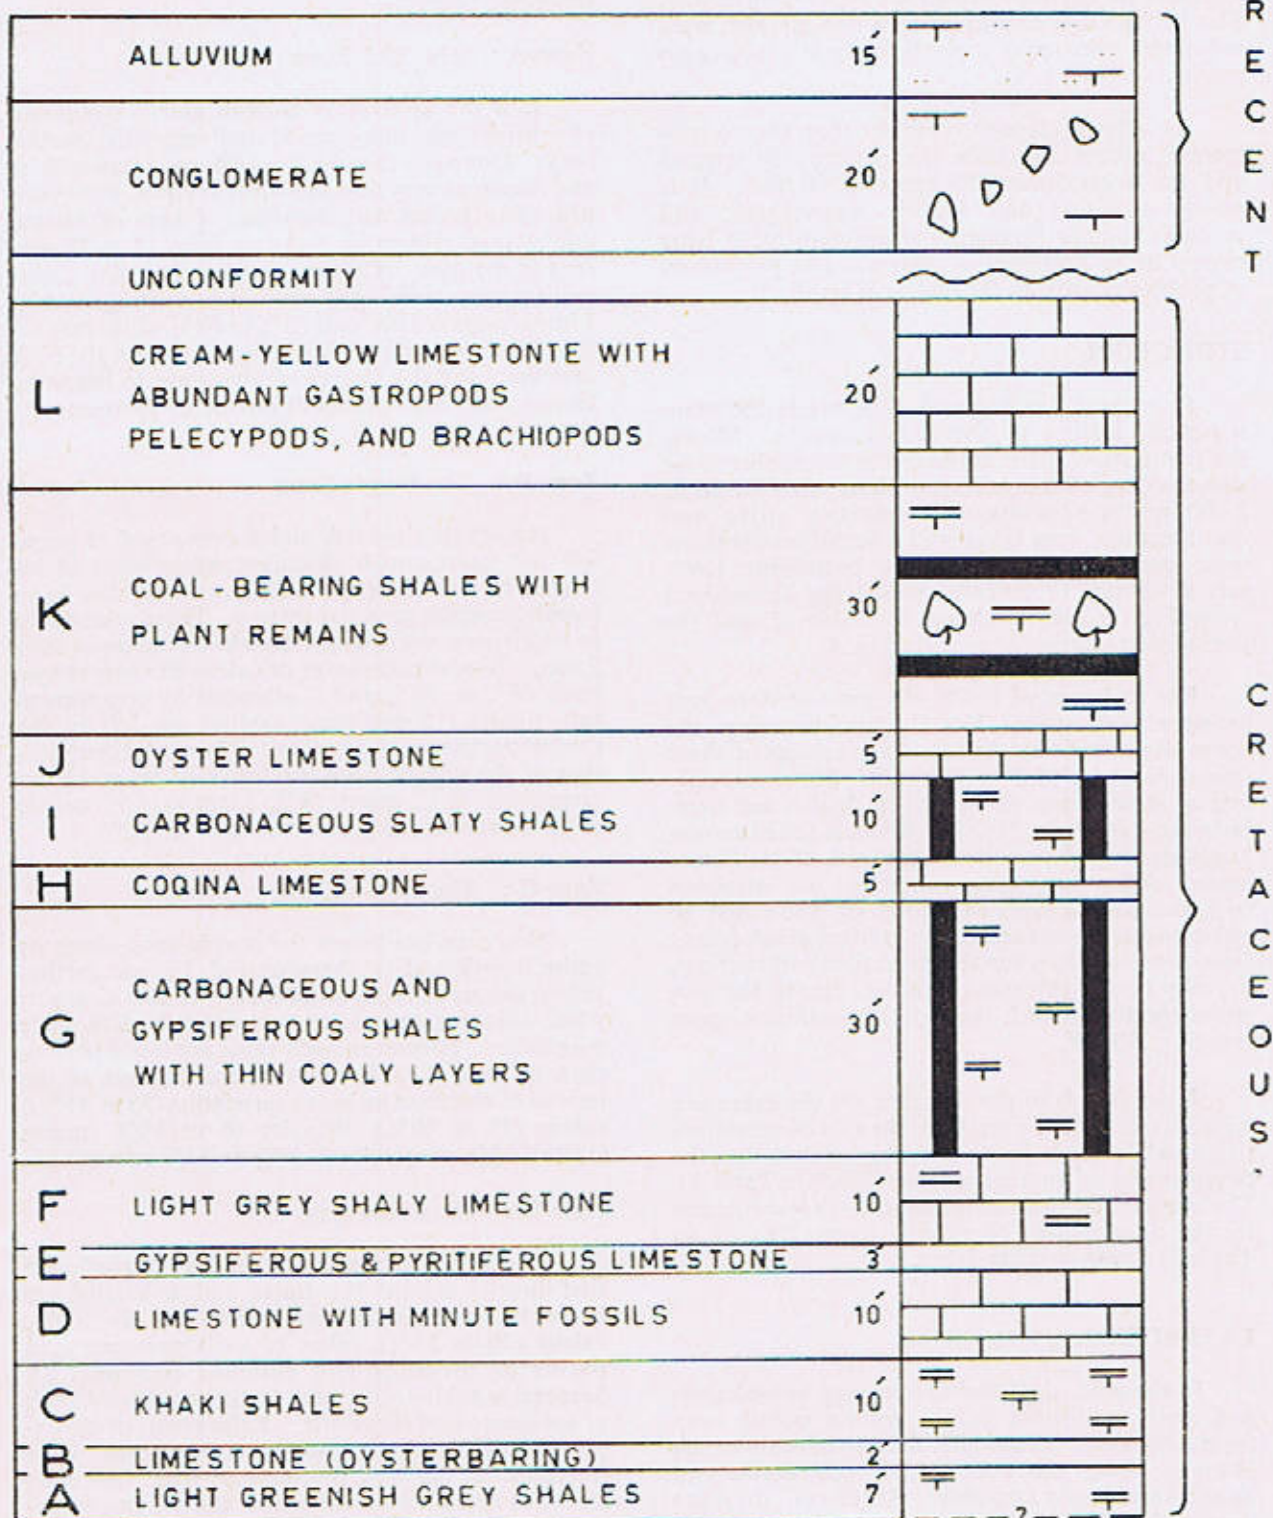 ALLUVIUM 15′
CONGLOMERATE 20′
UNCONFORMITY
RECENT
L
CREAM-YELLOW LIMESTONTE WITH
ABUNDANT GASTROPODS 20′
PELECYPODS, AND BRACHIOPODS
K
COAL-BEARING SHALES WITH
PLANT REMAINS 30′
J OYSTER LIMESTONE 5′
I CARBONACEOUS SLATY SHALES 10′
H COQINA LIMESTONE 5′
G
CARBONACEOUS AND
GYPSIFEROUS SHALES 30′
WITH THIN COALY LAYERS
F LIGHT GREY SHALY LIMESTONE 10′
E GYPSIFEROUS & PYRITIFEROUS LIMESTONE 3′
D LIMESTONE WITH MINUTE FOSSILS 10′
C KHAKI SHALES 10′
B LIMESTONE (OYSTERBARING) 2′
A LIGHT GREENISH GREY SHALES 7′
?
CRETACEOUS